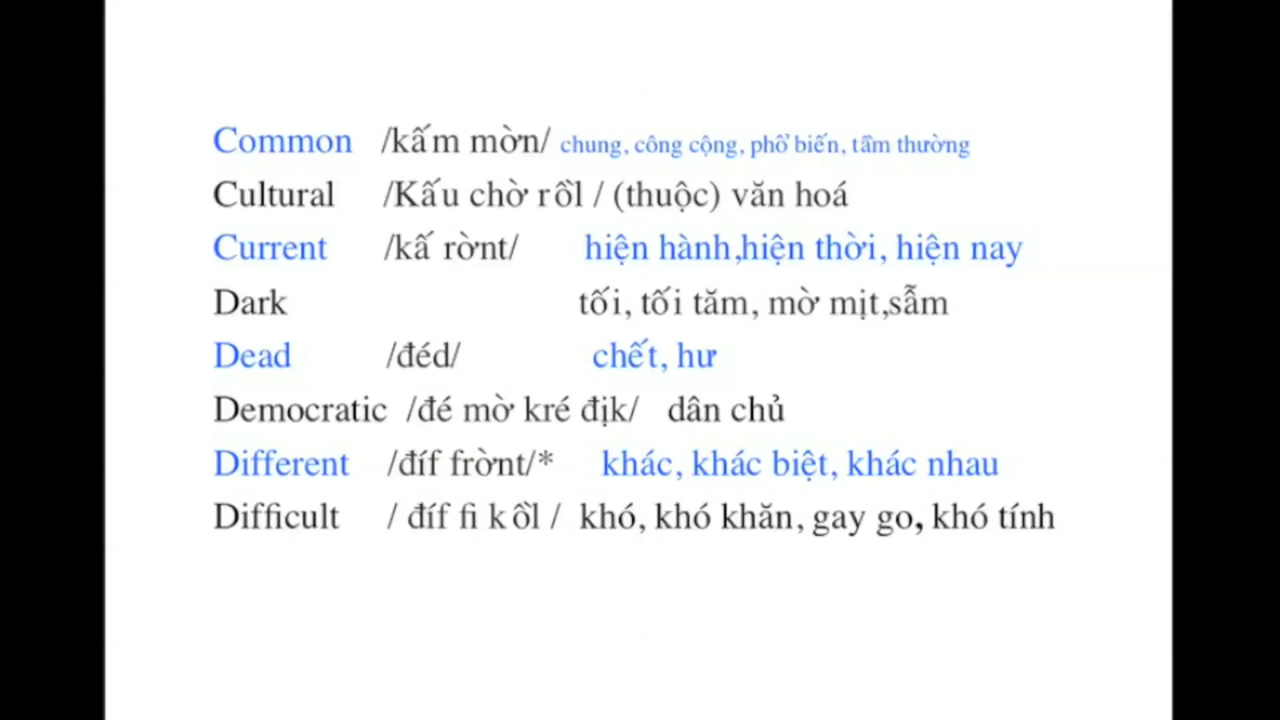 Common /kấm mờn/ chung, công cộng, phổ biến, tầm thường
Cultural /Kấu chờ rồl / (thuộc) văn hoá
Current /kấ rờnt/ hiện hành,hiện thời, hiện nay
Dark tối, tối tăm, mờ mịt,sẫm
Dead /đéd/ chết, hư
Democratic /đé mờ kré địk/ dân chủ
Different /đíf frờnt/* khác, khác biệt, khác nhau
Difficult / đíf fi kồl / khó, khó khăn, gay go, khó tính